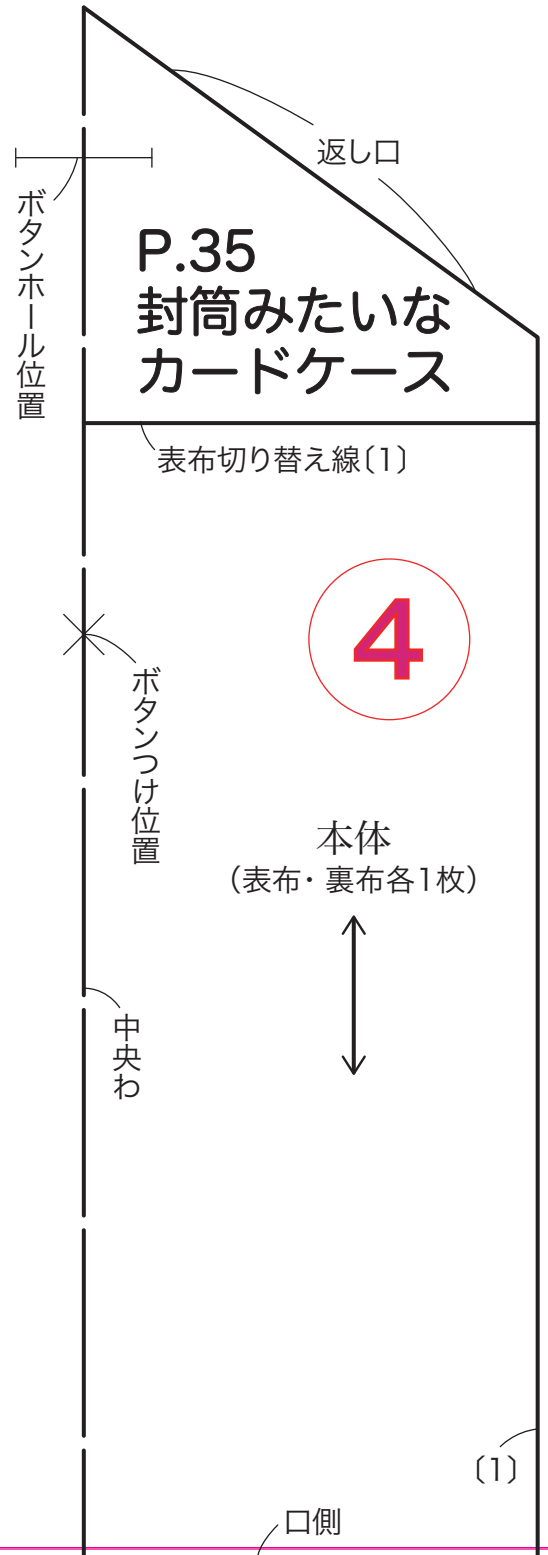 返し口
ボタンホール位置
P.35
封筒みたいな
カードケース
表布切り替え線〔1〕
4
ボタンつけ位置
本体
（表布・裏布各1枚）
中央わ
〔1〕
口側